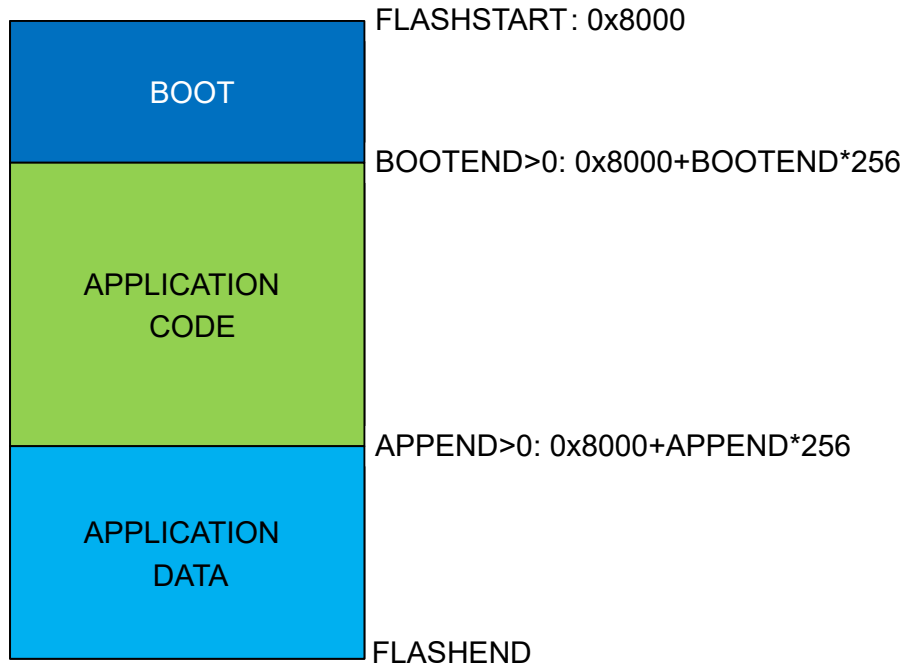 FLASHSTART: 0x8000
BOOT
BOOTEND>0: 0x8000+BOOTEND*256
APPLICATION
CODE
APPEND>0: 0x8000+APPEND*256
APPLICATION
DATA
FLASHEND